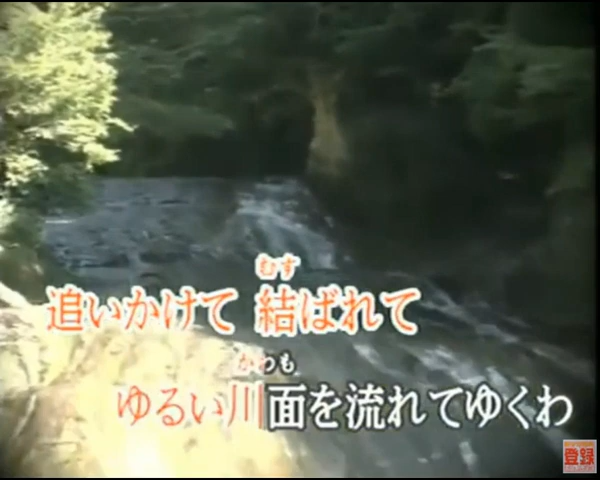 むす
追いかけて 結ばれて
かわも
ゆるい川面を流れてゆくわ
登録